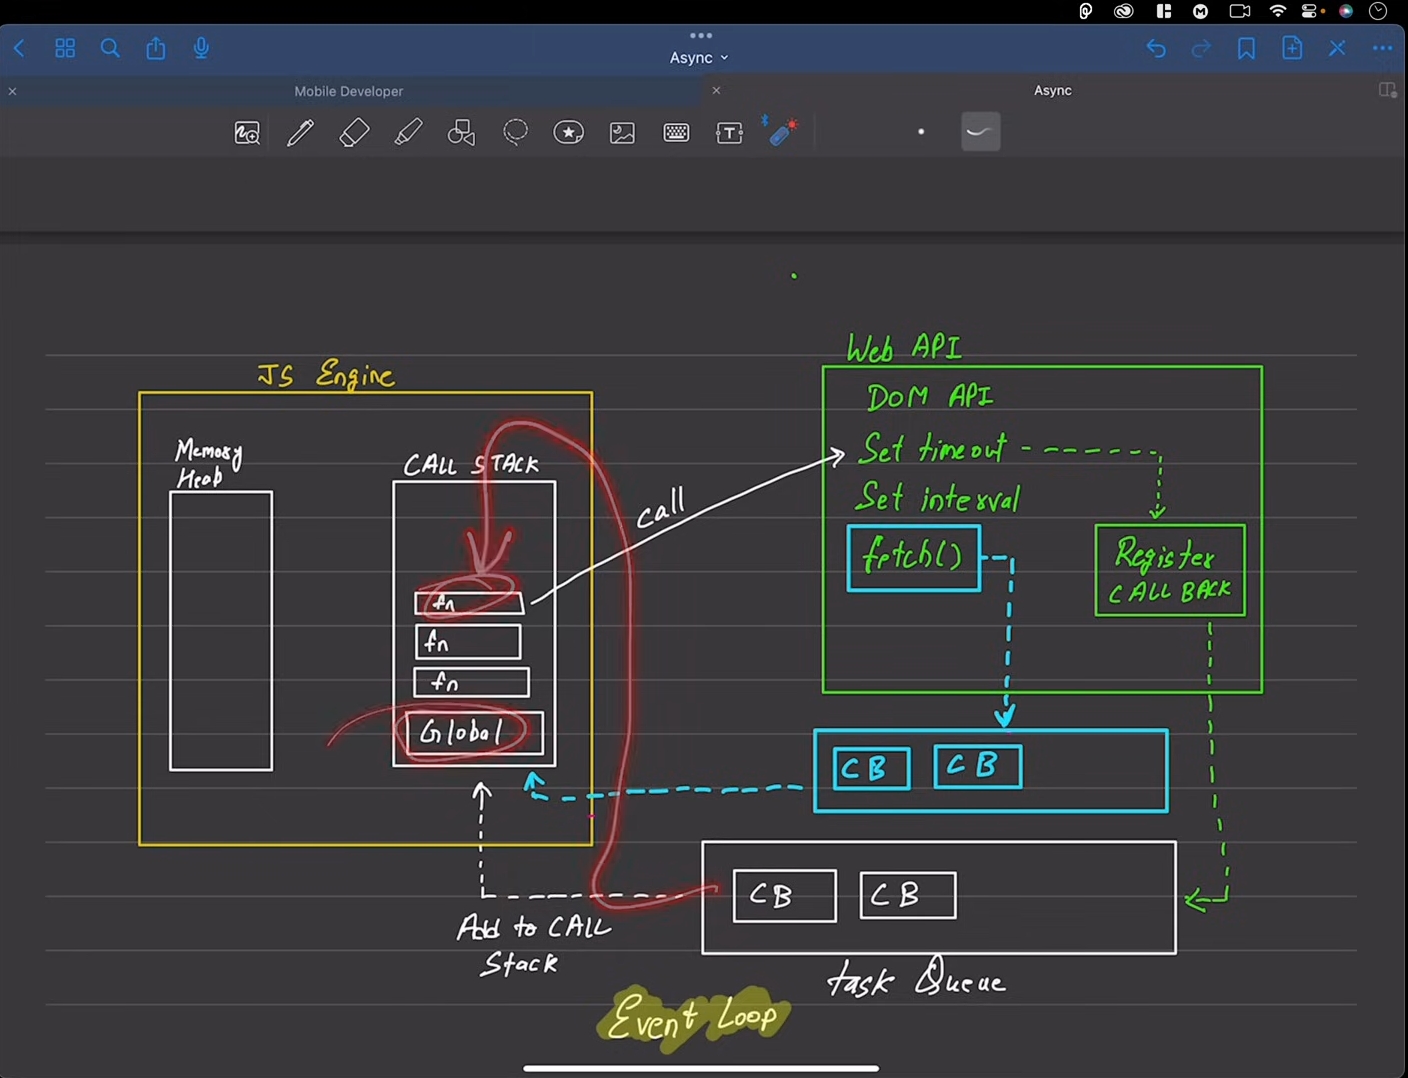 Async
Mobile Developer
Async
T
JS Engine
Memory
Heap
CALL STACK
fn
fn
fn
Global
call
Web API
DOM API
Set timeout
Set interval
fetch()
Register
CALL BACK
CB CB
CB CB
Add to CALL
Stack
task Queue
Event Loop